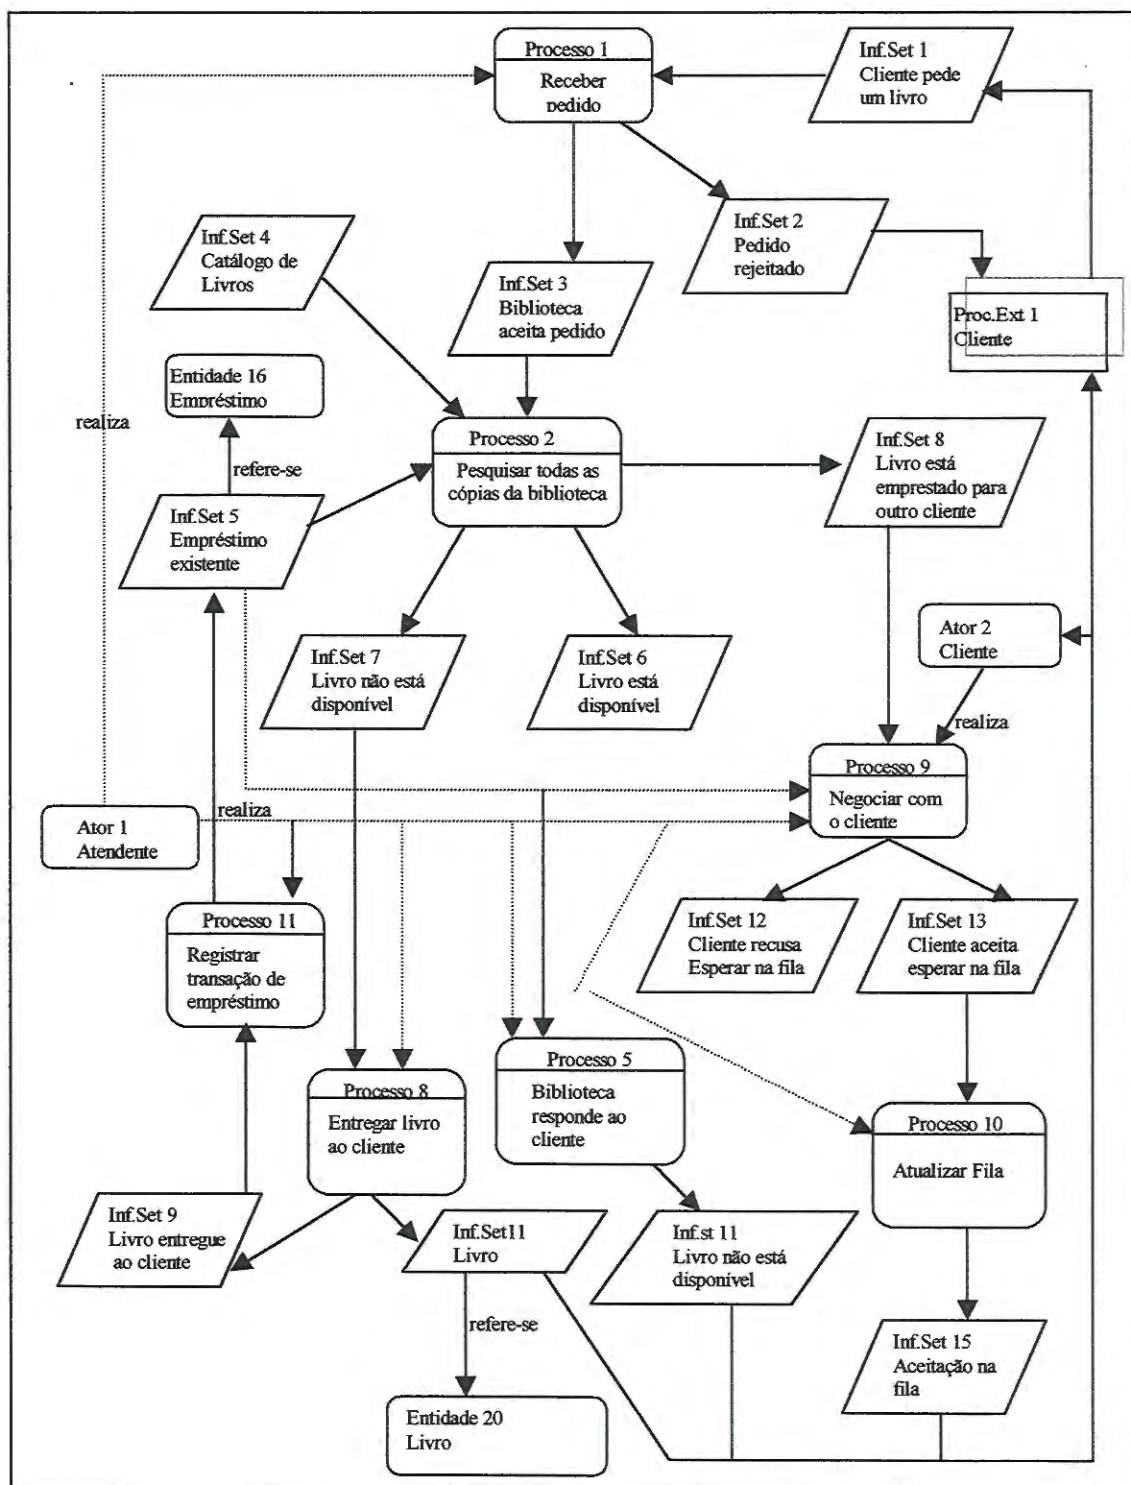 Processo 1
Receber
pedido
Inf.Set 1
Cliente pede
um livro
Inf.Set 4
Catálogo de
Livros
Inf.Set 2
Pedido
rejeitado
Inf.Set 3
Biblioteca
aceita pedido
Proc.Ext 1
Cliente
Entidade 16
Empréstimo
realiza
refere-se
Processo 2
Pesquisar todas as
cópias da biblioteca
Inf.Set 8
Livro está
emprestado para
outro cliente
Inf.Set 5
Empréstimo
existente
Inf.Set 7
Livro não está
disponível
Inf.Set 6
Livro está
disponível
Ator 2
Cliente
realiza
Processo 9
Negociar com
o cliente
realiza
Ator 1
Atendente
Processo 11
Registrar
transação de
empréstimo
Inf.Set 12
Cliente recusa
Esperar na fila
Inf.Set 13
Cliente aceita
esperar na fila
Processo 8
Entregar livro
ao cliente
Processo 5
Biblioteca
responde ao
cliente
Processo 10
Atualizar Fila
Inf.Set 9
Livro entregue
ao cliente
Inf.Set11
Livro
Inf.st 11
Livro não está
disponível
refere-se
Inf.Set 15
Aceitação na
fila
Entidade 20
Livro